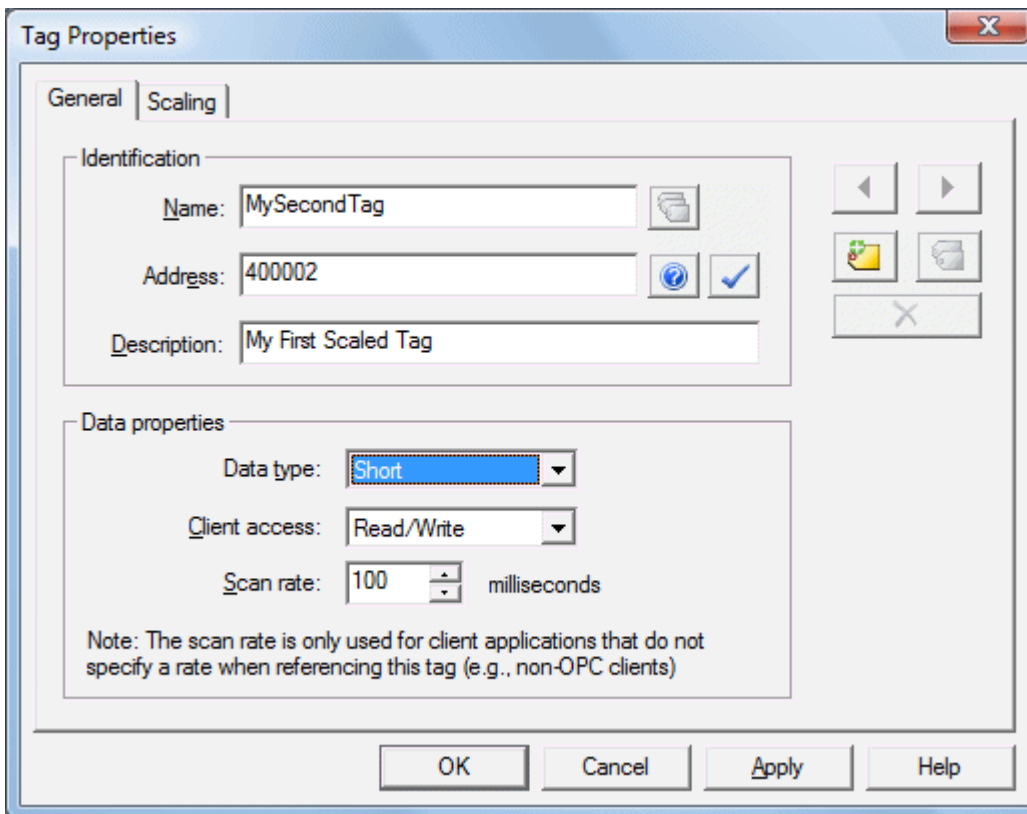 Tag Properties
X
General
Scaling
Identification
Name: MySecondTag
Address: 400002
Description: My First Scaled Tag
Data properties
Data type: Short
Client access: Read/Write
Scan rate: 100 milliseconds
Note: The scan rate is only used for client applications that do not
specify a rate when referencing this tag (e.g., non-OPC clients)
OK
Cancel
Apply
Help